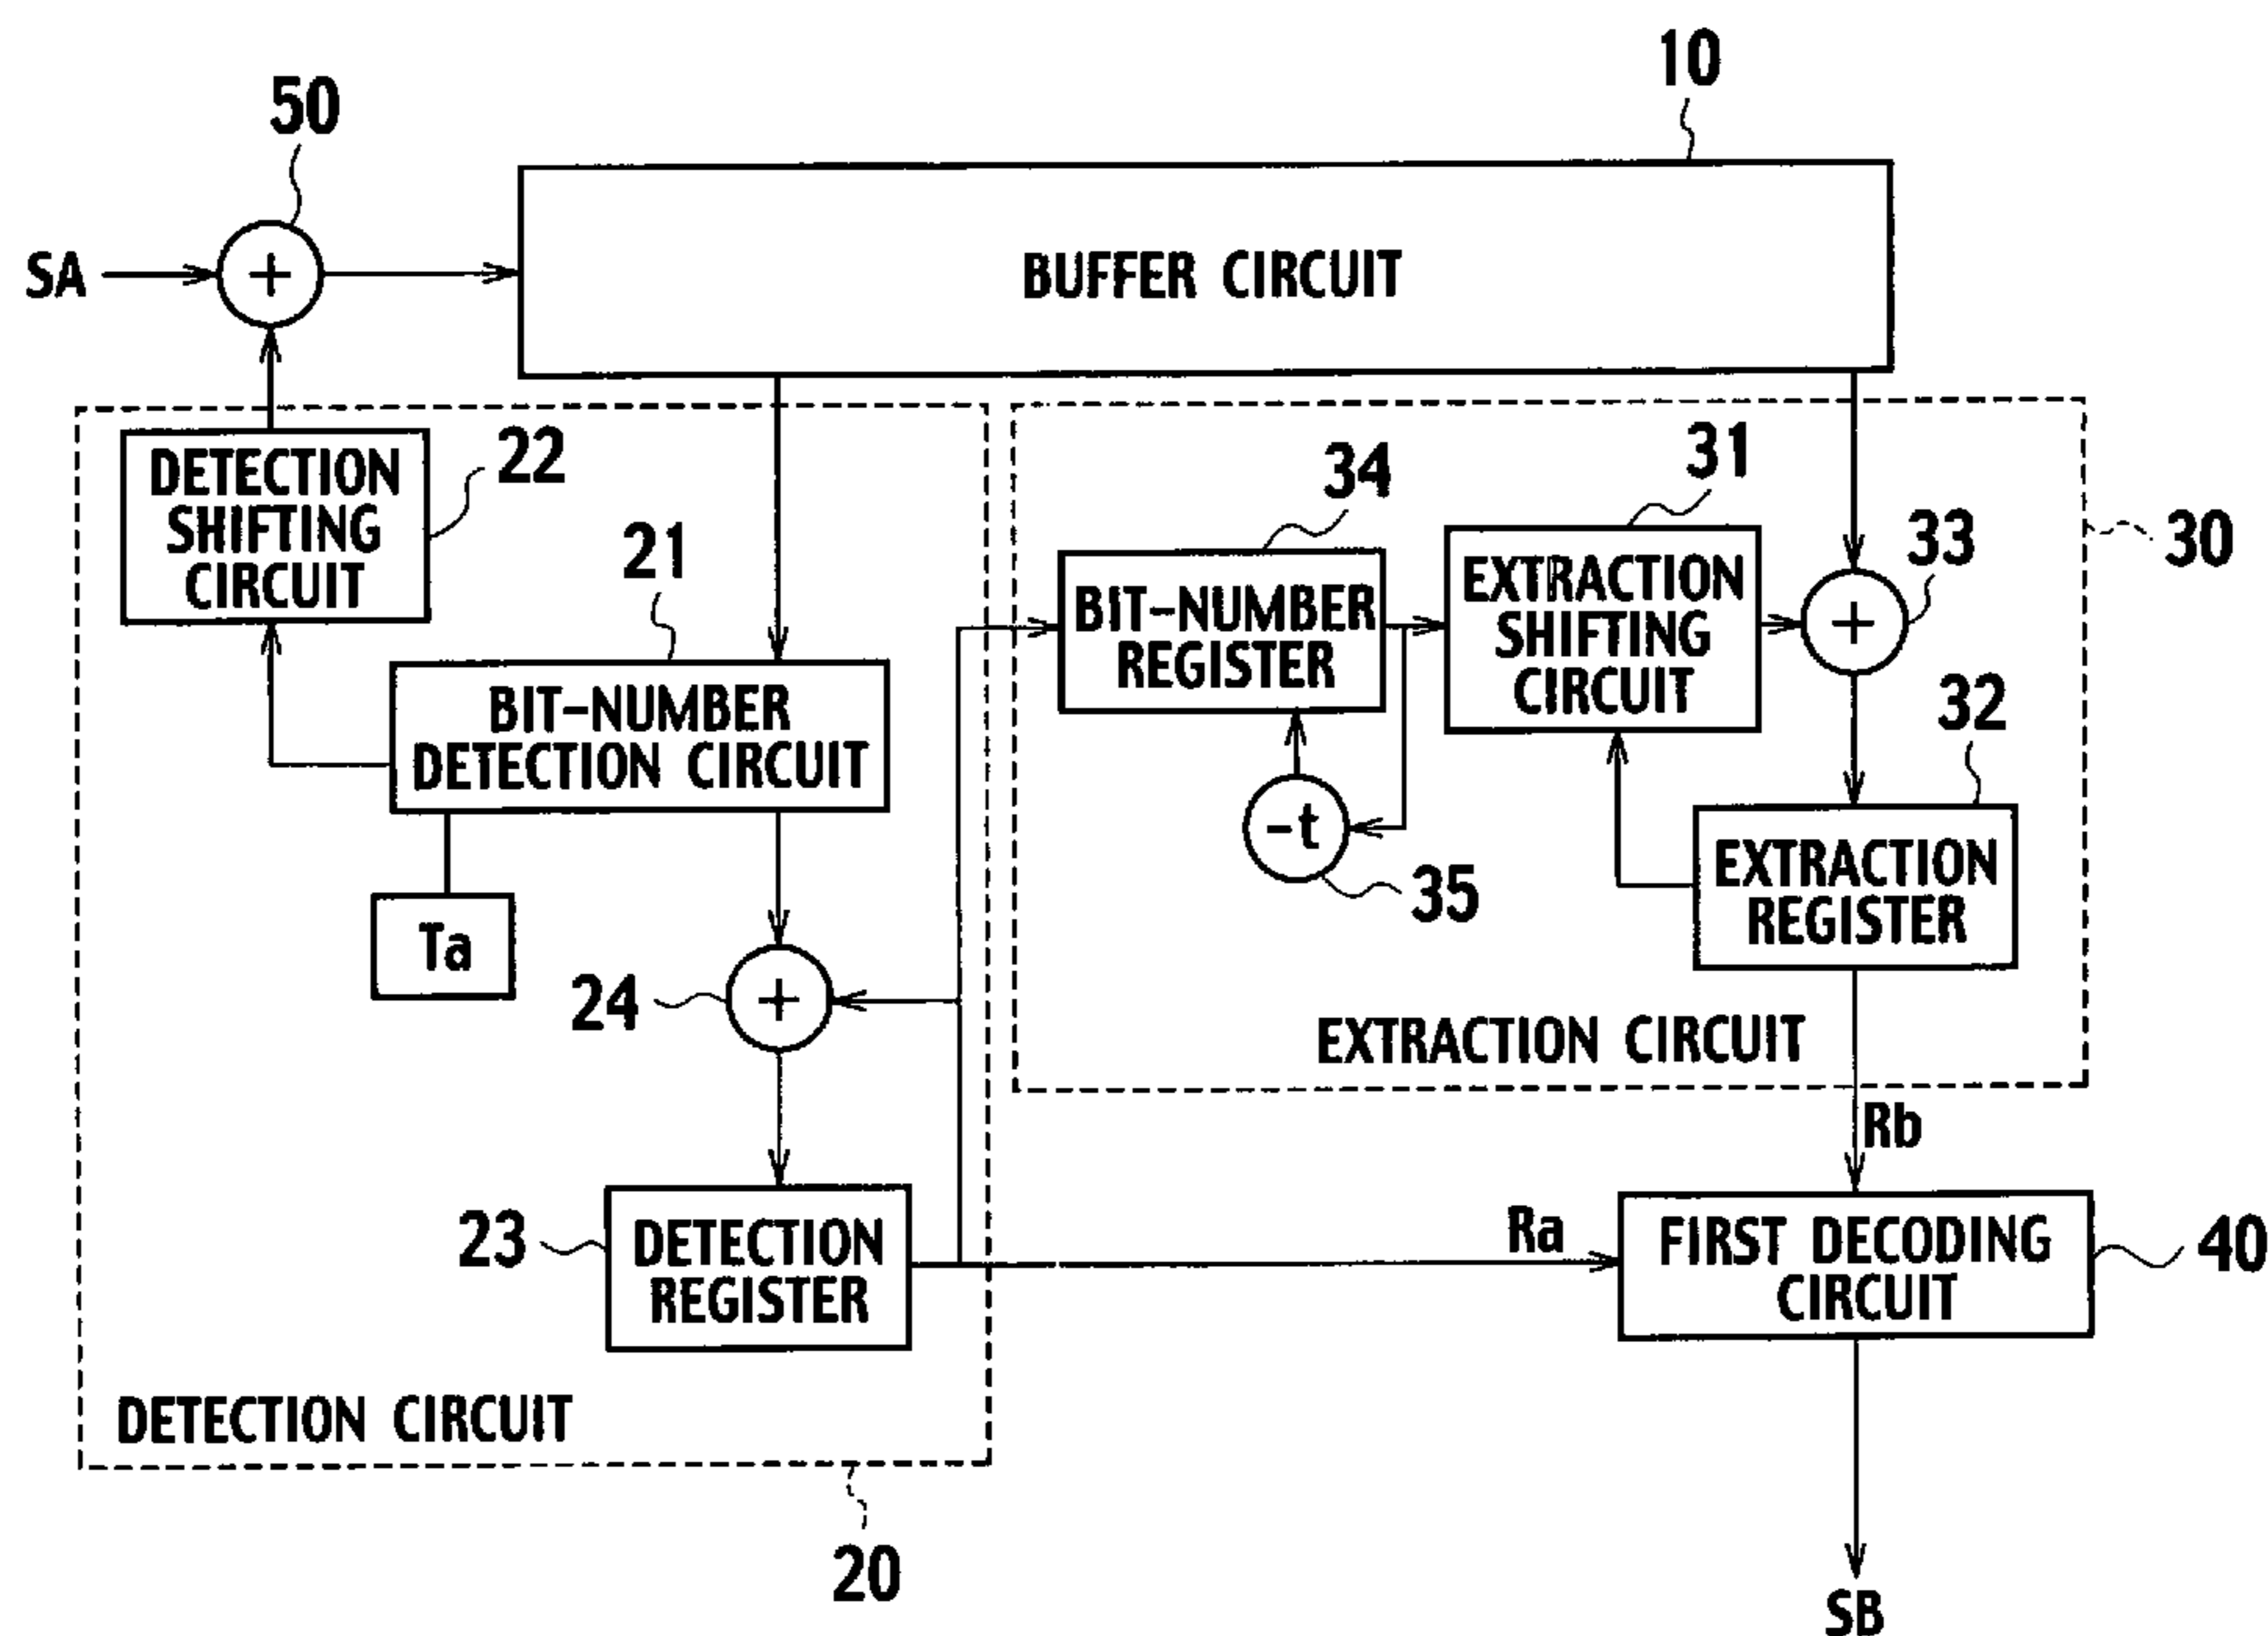 10
50
SA
+
BUFFER CIRCUIT
DETECTION
SHIFTING
CIRCUIT
22
21
BIT-NUMBER
DETECTION CIRCUIT
Ta
24
+
23
DETECTION
REGISTER
DETECTION CIRCUIT
20
34
BIT-NUMBER
REGISTER
31
EXTRACTION
SHIFTING
CIRCUIT
33
+
30
-t
35
32
EXTRACTION
REGISTER
EXTRACTION CIRCUIT
Rb
Ra
FIRST DECODING
CIRCUIT
40
SB